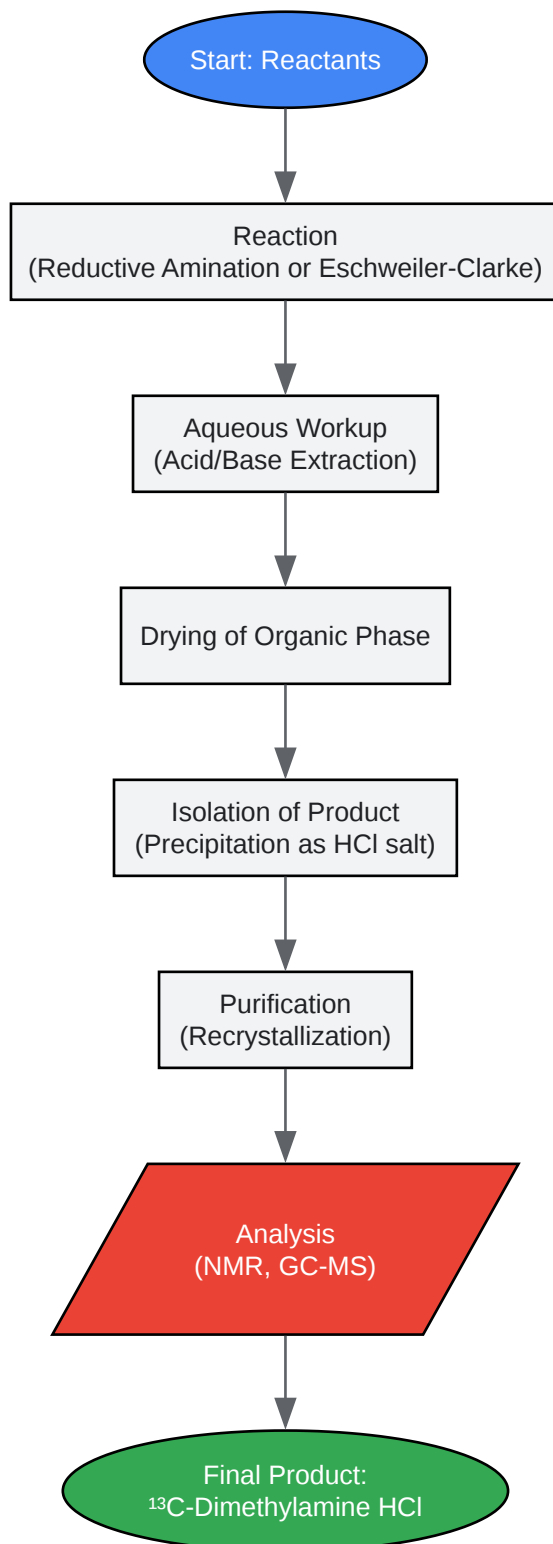 Start: Reactants
Reaction
(Reductive Amination or Eschweiler-Clarke)
Aqueous Workup
(Acid/Base Extraction)
Drying of Organic Phase
Isolation of Product
(Precipitation as HCl salt)
Purification
(Recrystallization)
Analysis
(NMR, GC-MS)
Final Product:
¹³C-Dimethylamine HCl